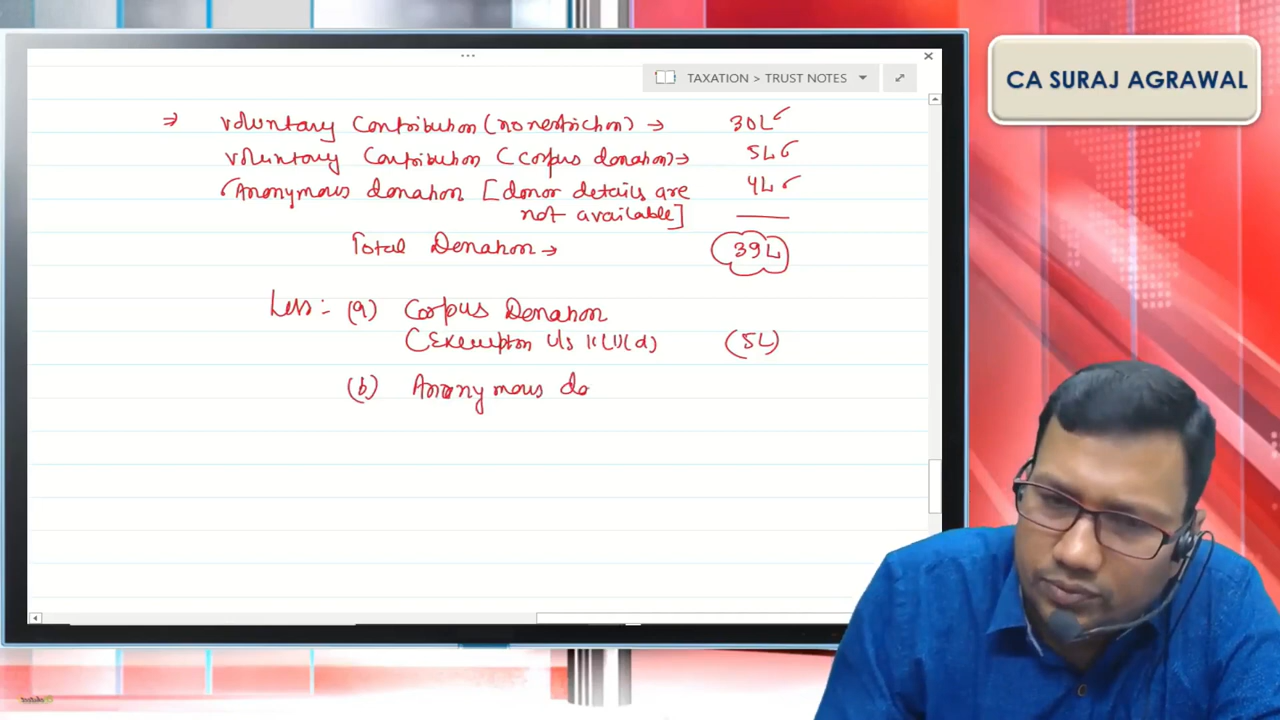 TAXATION > TRUST NOTES
CA SURAJ AGRAWAL
⇒ voluntary Contribution (no restriction) → 30L
voluntary Contribution (corpus donation) → 5L
Anonymous donation [donor details are 4L
not available]
Total Donation → 39L
Less:- (a) Corpus Donation
(Exemption U/s 11(1)(d) (5L)
(b) Anonymous do